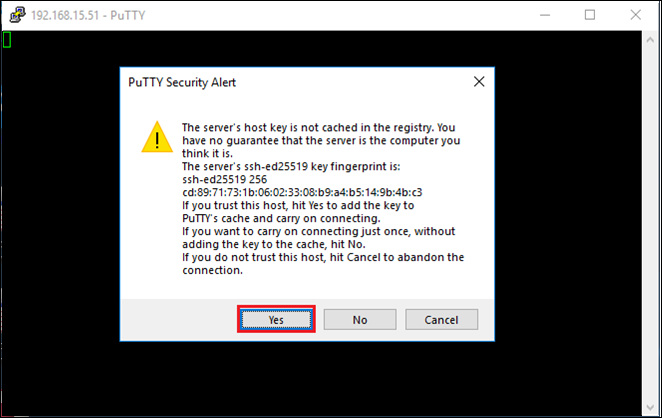 192.168.15.51 - PuTTY
PuTTY Security Alert
The server's host key is not cached in the registry. You
have no guarantee that the server is the computer you
think it is.
The server's ssh-ed25519 key fingerprint is:
ssh-ed25519 256
cd:89:71:73:1b:06:02:33:08:b9:a4:b5:14:9b:4b:c3
If you trust this host, hit Yes to add the key to
PuTTY's cache and carry on connecting.
If you want to carry on connecting just once, without
adding the key to the cache, hit No.
If you do not trust this host, hit Cancel to abandon the
connection.
Yes
No
Cancel